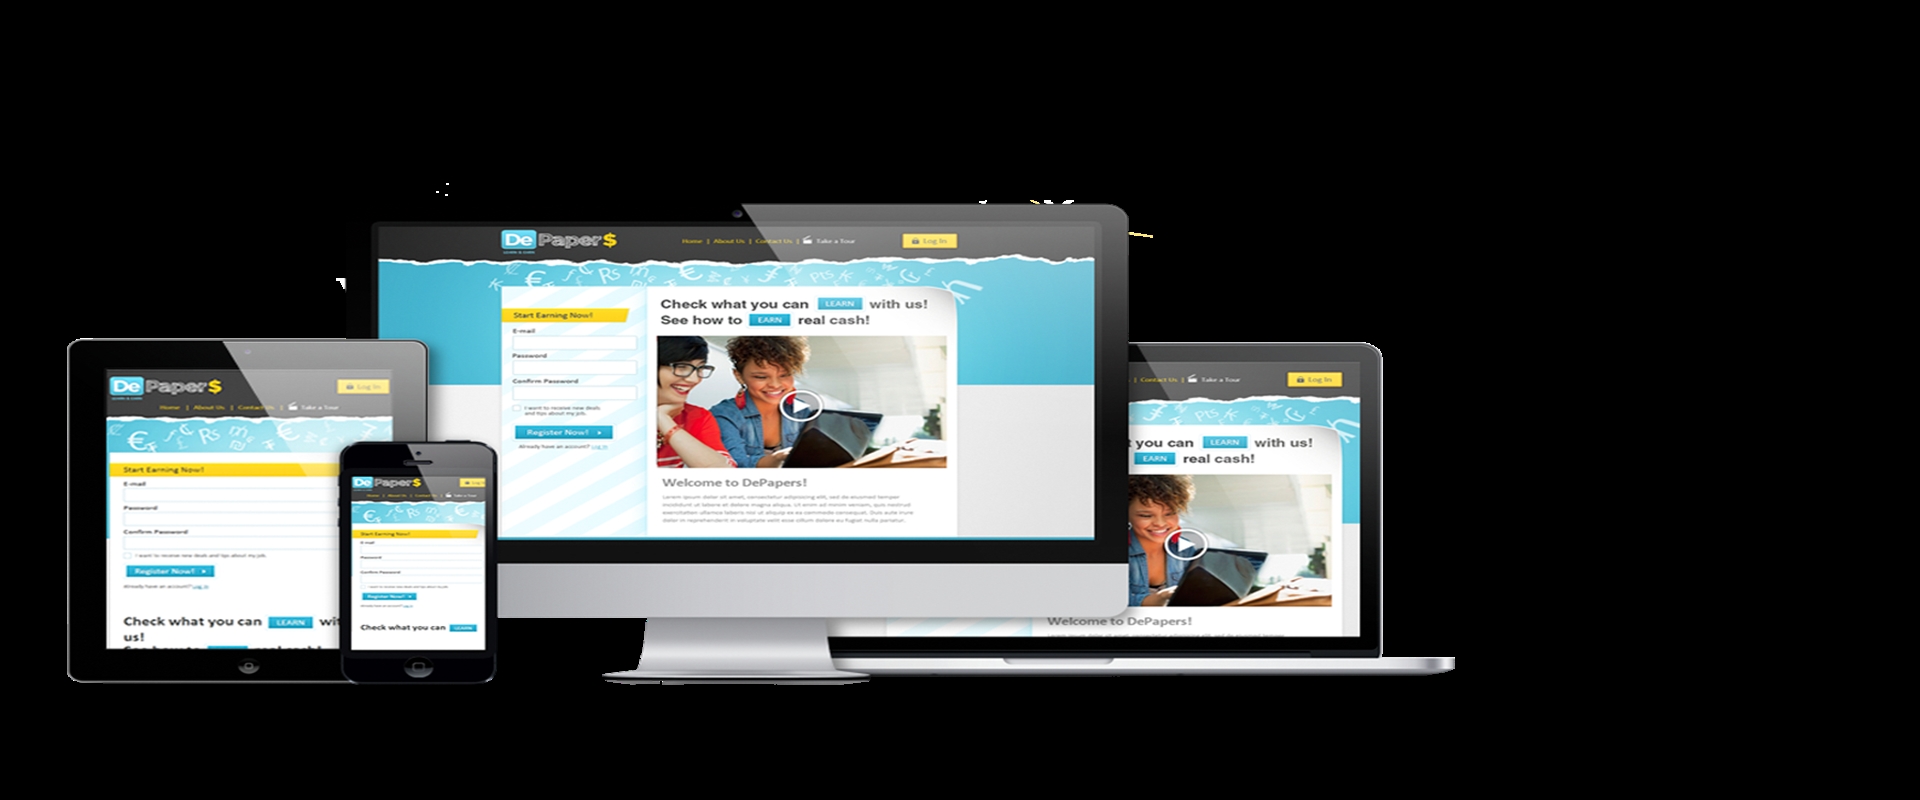 DePaper$
LEARN & EARN
Home | About Us | Contact Us | Take a Tour
Log In
Start Earning Now!
E-mail
Password
Confirm Password
I want to receive new deals
and tips about my job.
Register Now!
Already have an account? Log in
Check what you can LEARN with us!
See how to EARN real cash!
Welcome to DePapers!
Lorem ipsum dolor sit amet, consectetur adipisicing elit, sed do eiusmod tempor
incididunt ut labore et dolore magna aliqua. Ut enim ad minim veniam, quis nostrud
exercitation ullamco laboris nisi ut aliquip ex ea commodo consequat. Duis aute irure
dolor in reprehenderit in voluptate velit esse cillum dolore eu fugiat nulla pariatur.
DePaper$
Log In
Home | About Us | Contact Us | Take a Tour
Start Earning Now!
E-mail
Password
Confirm Password
I want to receive new deals and tips about my job.
Register Now!
Already have an account? Log in
Check what you can LEARN
us!
DePaper$
Log In
Home | About Us | Contact Us | Take a Tour
Start Earning Now!
E-mail
Password
Confirm Password
Register Now!
Already have an account? Log in
Check what you can LEARN
Contact Us | Take a Tour
Log In
you can LEARN with us!
EARN real cash!
Welcome to DePapers!